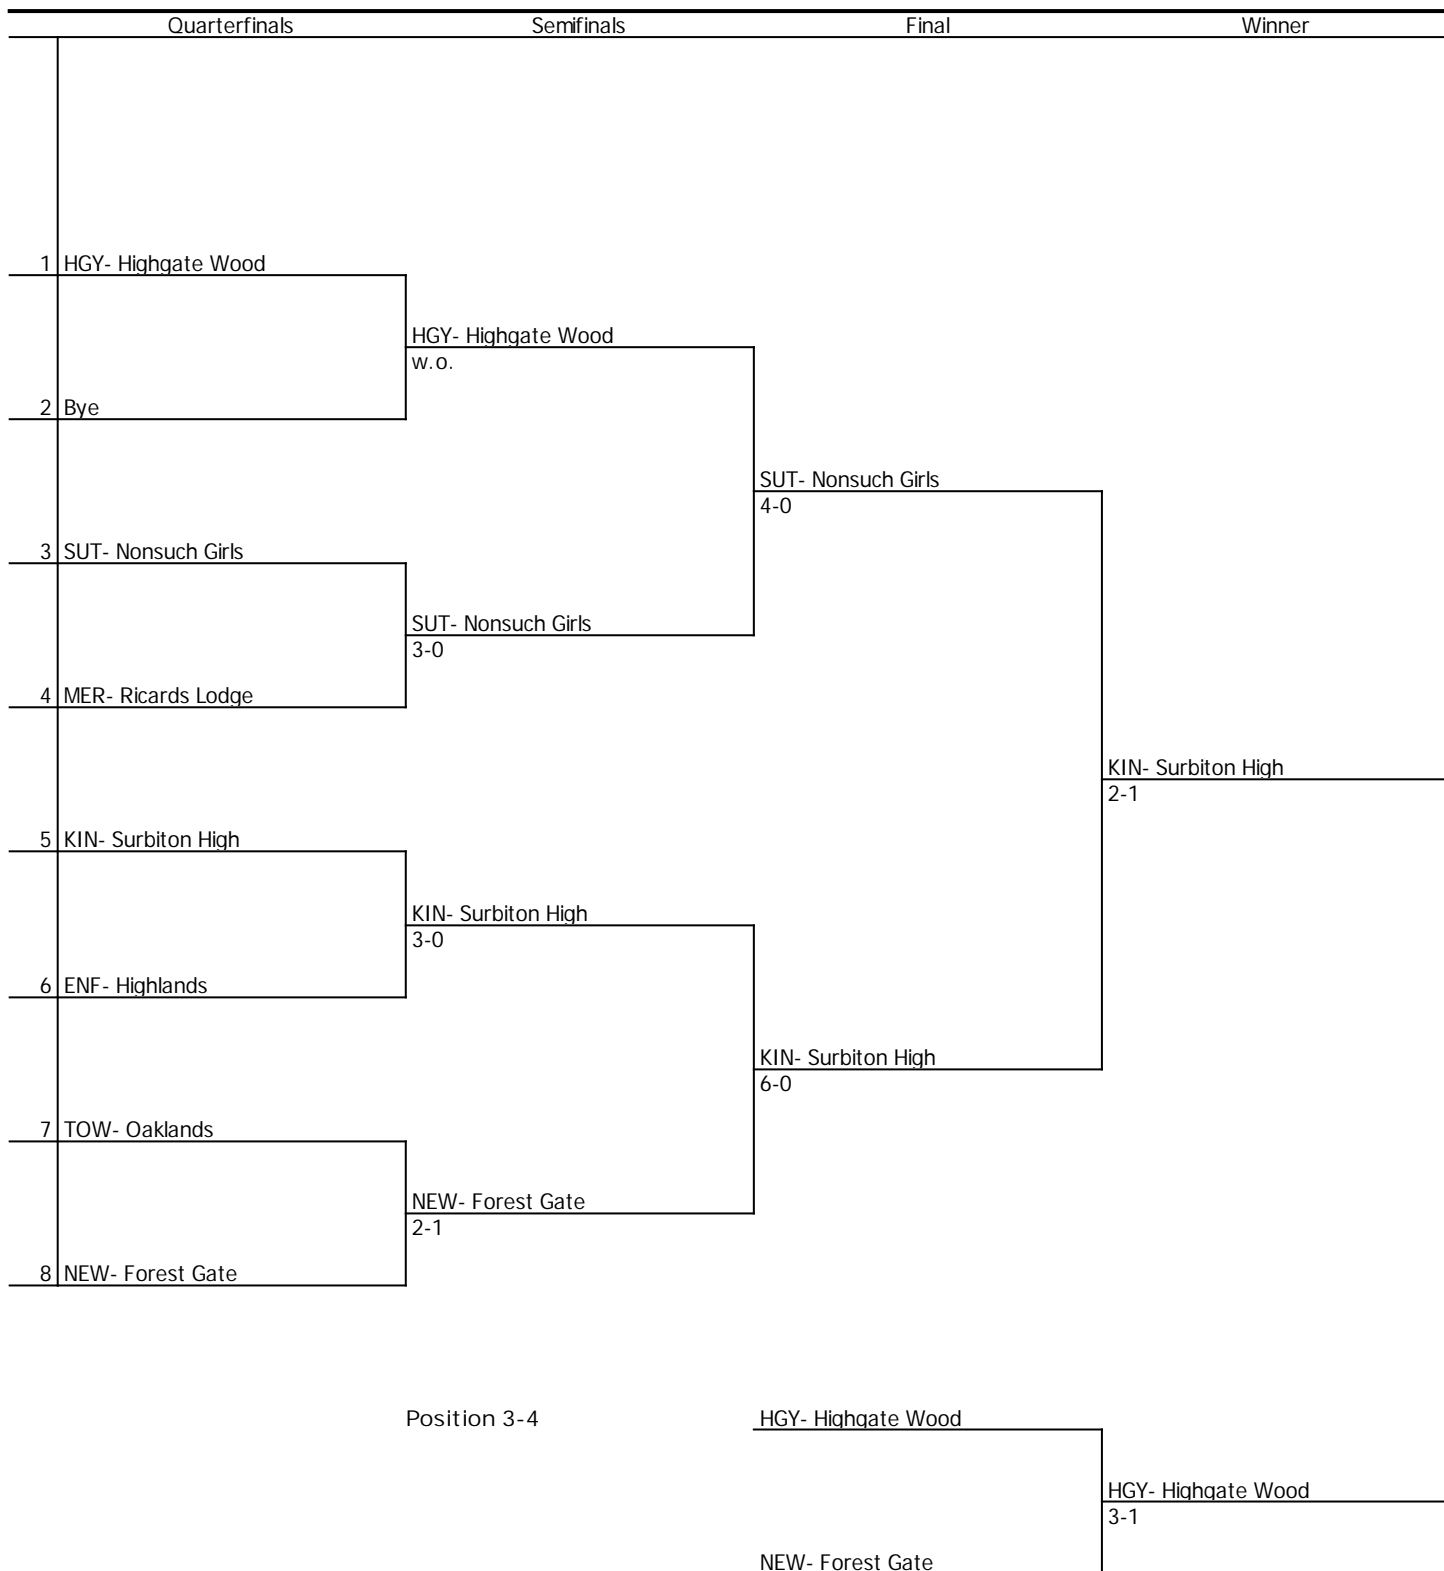 Quarterfinals Semifinals Final Winner
1 HGY- Highgate Wood
HGY- Highgate Wood
w.o.
2 Bye
SUT- Nonsuch Girls
4-0
3 SUT- Nonsuch Girls
SUT- Nonsuch Girls
3-0
4 MER- Ricards Lodge
KIN- Surbiton High
2-1
5 KIN- Surbiton High
KIN- Surbiton High
3-0
6 ENF- Highlands
KIN- Surbiton High
6-0
7 TOW- Oaklands
NEW- Forest Gate
2-1
8 NEW- Forest Gate
Position 3-4 HGY- Highgate Wood
HGY- Highgate Wood
3-1
NEW- Forest Gate